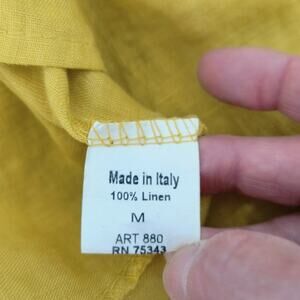 Made in Italy
100% Linen
M
ART 880
RN 75343